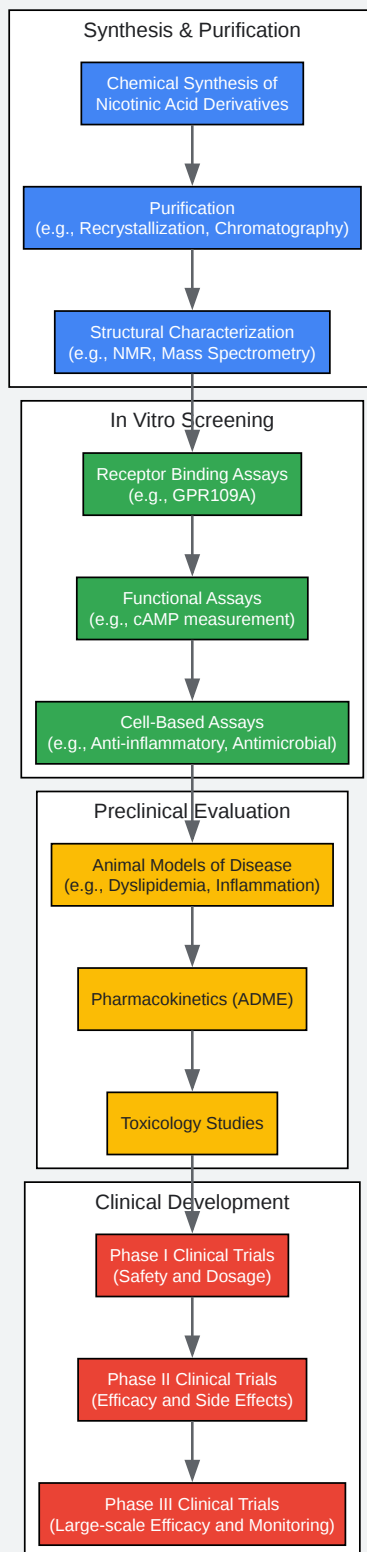 Synthesis & Purification
Chemical Synthesis of
Nicotinic Acid Derivatives
Purification
(e.g., Recrystallization, Chromatography)
Structural Characterization
(e.g., NMR, Mass Spectrometry)
In Vitro Screening
Receptor Binding Assays
(e.g., GPR109A)
Functional Assays
(e.g., cAMP measurement)
Cell-Based Assays
(e.g., Anti-inflammatory, Antimicrobial)
Preclinical Evaluation
Animal Models of Disease
(e.g., Dyslipidemia, Inflammation)
Pharmacokinetics (ADME)
Toxicology Studies
Clinical Development
Phase I Clinical Trials
(Safety and Dosage)
Phase II Clinical Trials
(Efficacy and Side Effects)
Phase III Clinical Trials
(Large-scale Efficacy and Monitoring)